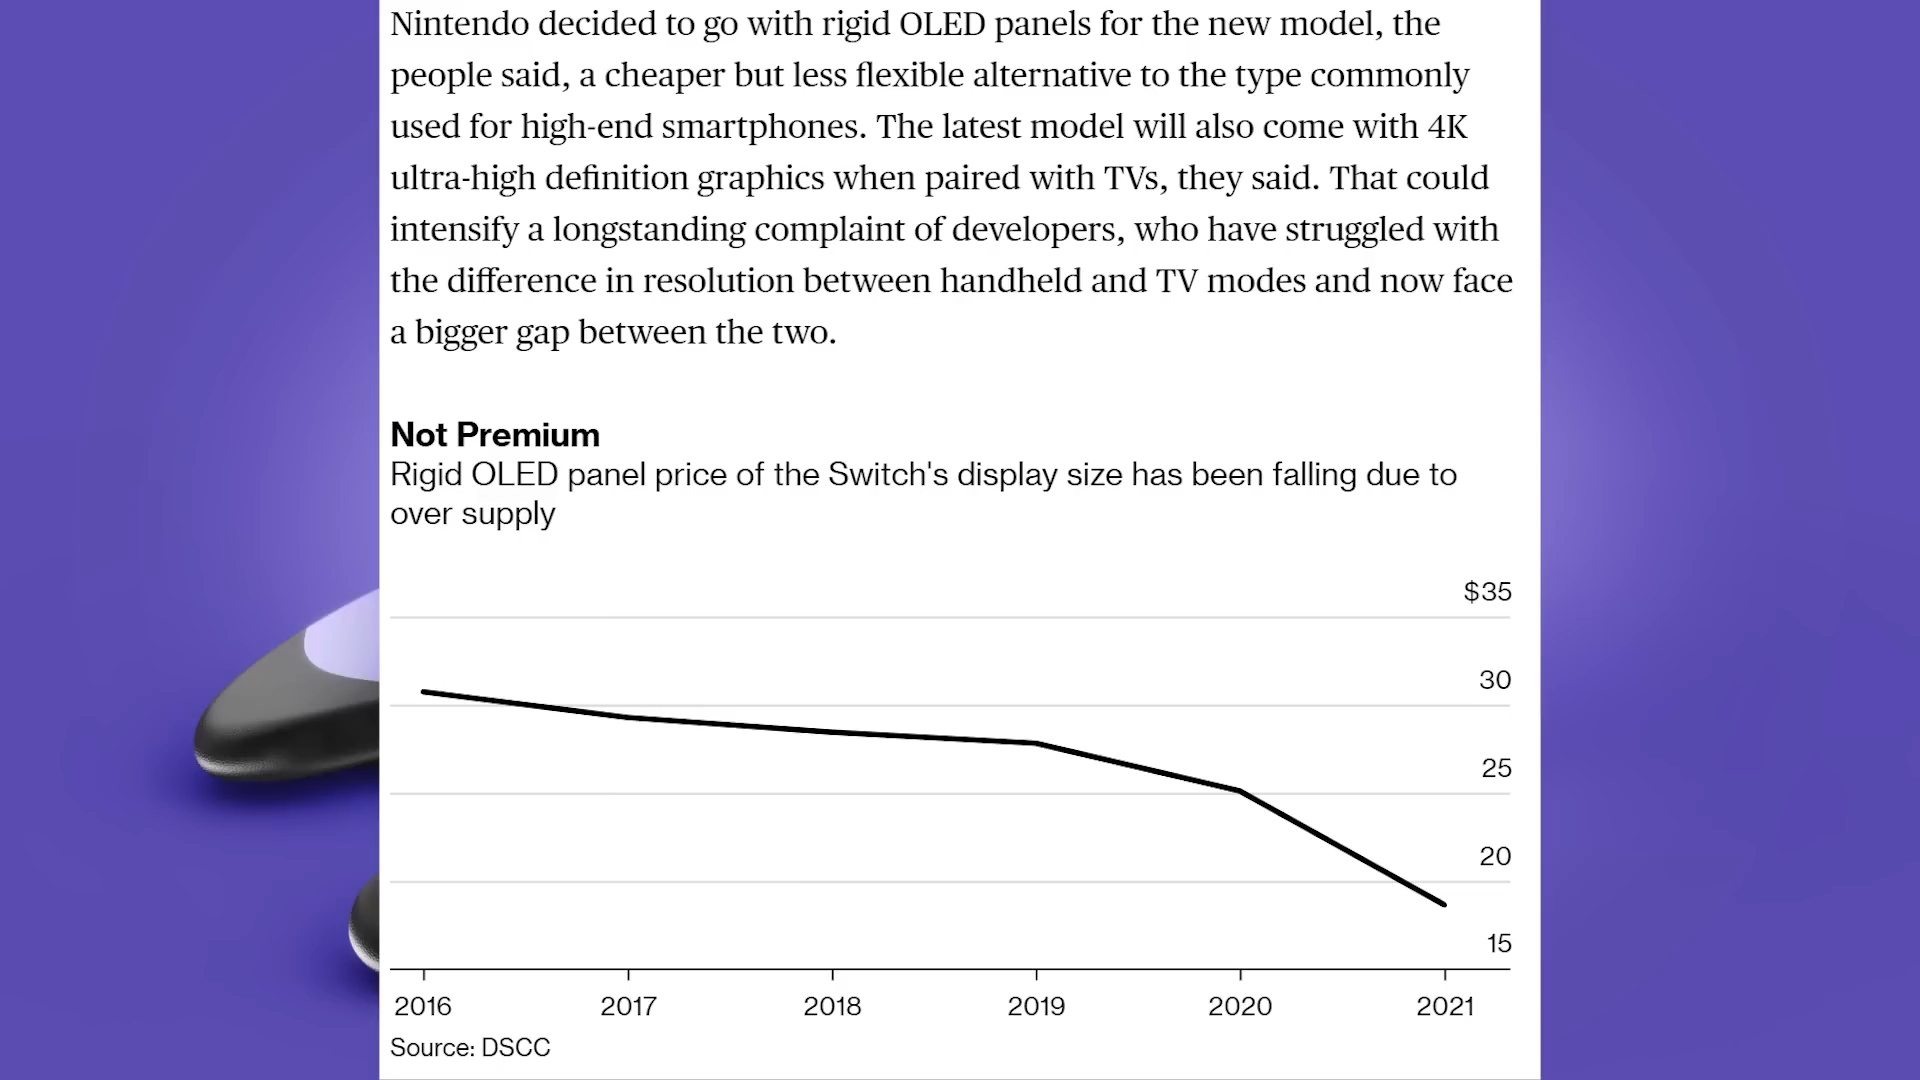 Nintendo decided to go with rigid OLED panels for the new model, the
people said, a cheaper but less flexible alternative to the type commonly
used for high-end smartphones. The latest model will also come with 4K
ultra-high definition graphics when paired with TVs, they said. That could
intensify a longstanding complaint of developers, who have struggled with
the difference in resolution between handheld and TV modes and now face
a bigger gap between the two.
Not Premium
Rigid OLED panel price of the Switch's display size has been falling due to
over supply
$35
30
25
20
15
2016 2017 2018 2019 2020 2021
Source: DSCC